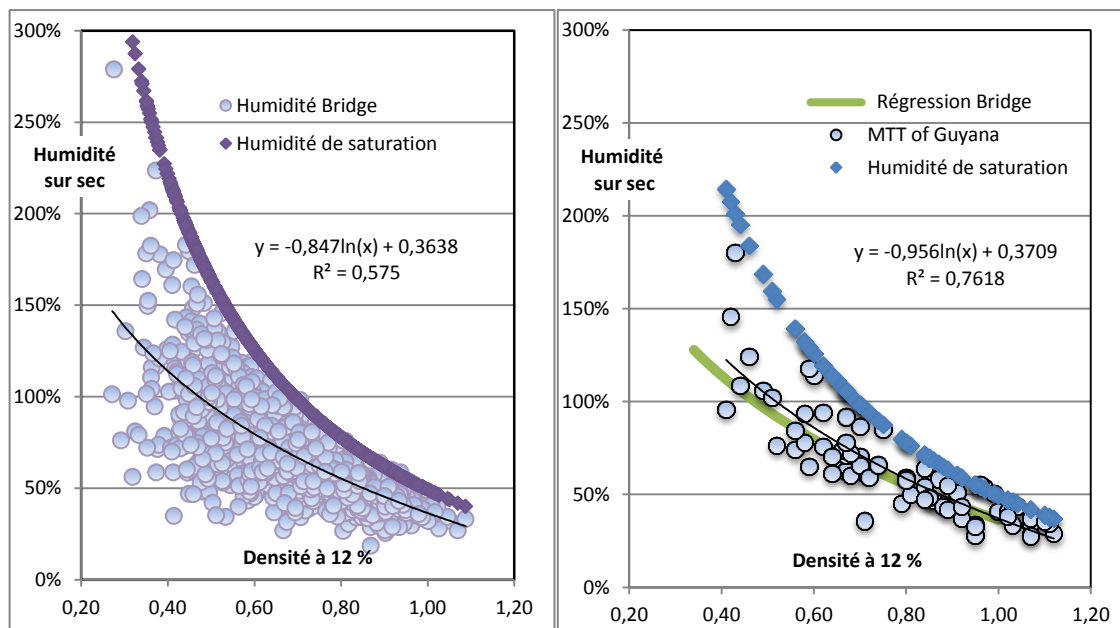 300%
250%
200%
150%
100%
50%
0%
Humidité
sur sec
Humidité Bridge
Humidité de saturation
y = -0,847ln(x) + 0,3638
R² = 0,575
Densité à 12 %
0,20 0,40 0,60 0,80 1,00 1,20
300%
250%
200%
150%
100%
50%
0%
Humidité
sur sec
Régression Bridge
MTT of Guyana
Humidité de saturation
y = -0,956ln(x) + 0,3709
R² = 0,7618
Densité à 12 %
0,20 0,40 0,60 0,80 1,00 1,20